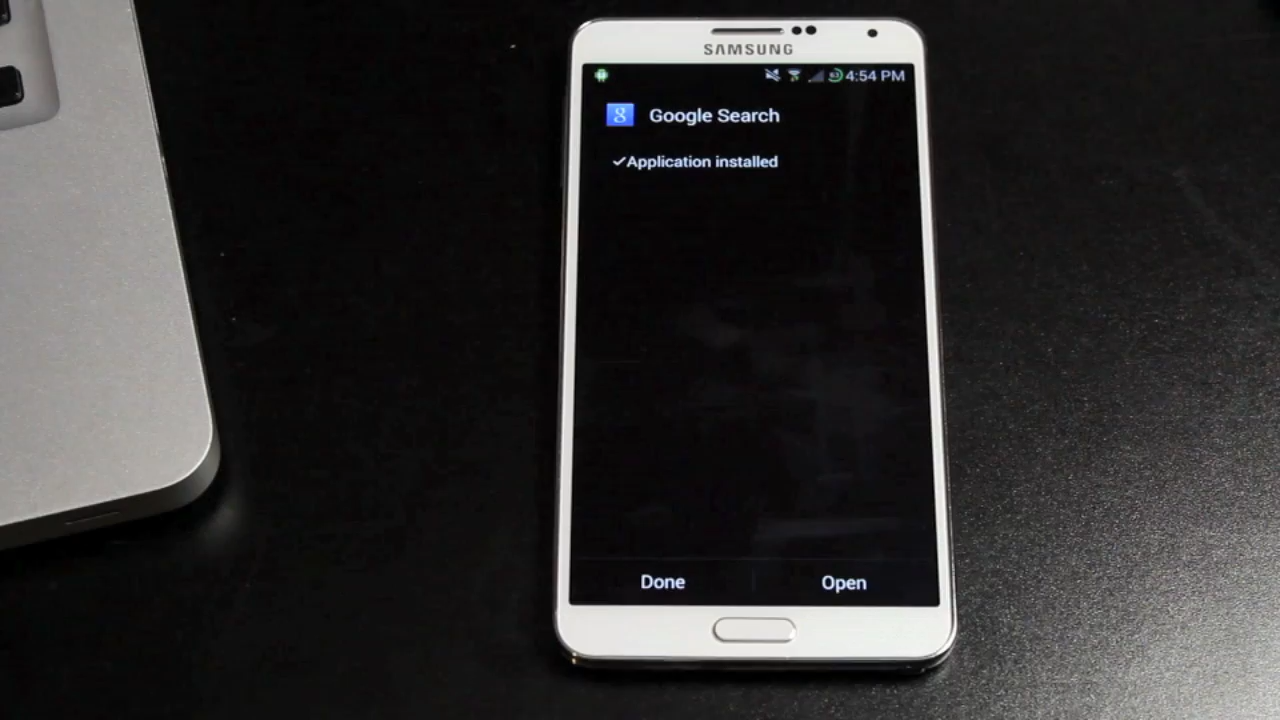 SAMSUNG
4:54 PM
g Google Search
✓Application installed
Done Open